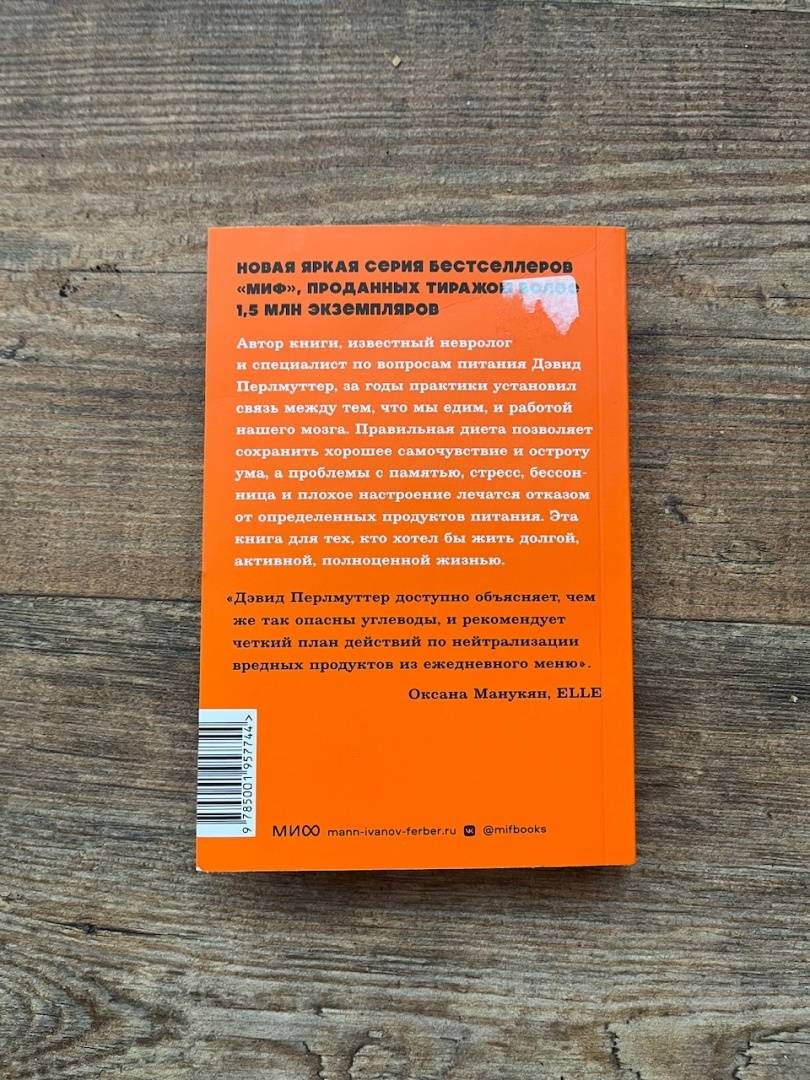 НОВАЯ ЯРКАЯ СЕРИЯ БЕСТСЕЛЛЕРОВ
«МИФ», ПРОДАННЫХ ТИРАЖОМ БОЛЕЕ
1,5 МЛН ЭКЗЕМПЛЯРОВ
Автор книги, известный невролог
и специалист по вопросам питания Дэвид
Перлмуттер, за годы практики установил
связь между тем, что мы едим, и работой
нашего мозга. Правильная диета позволяет
сохранить хорошее самочувствие и остроту
ума, а проблемы с памятью, стресс, бессон-
ница и плохое настроение лечатся отказом
от определенных продуктов питания. Эта
книга для тех, кто хотел бы жить долгой,
активной, полноценной жизнью.
«Дэвид Перлмуттер доступно объясняет, чем
же так опасны углеводы, и рекомендует
четкий план действий по нейтрализации
вредных продуктов из ежедневного меню».
Оксана Манукян, ELLE
9 785001 957744 >
МИФ mann-ivanov-ferber.ru @mifbooks